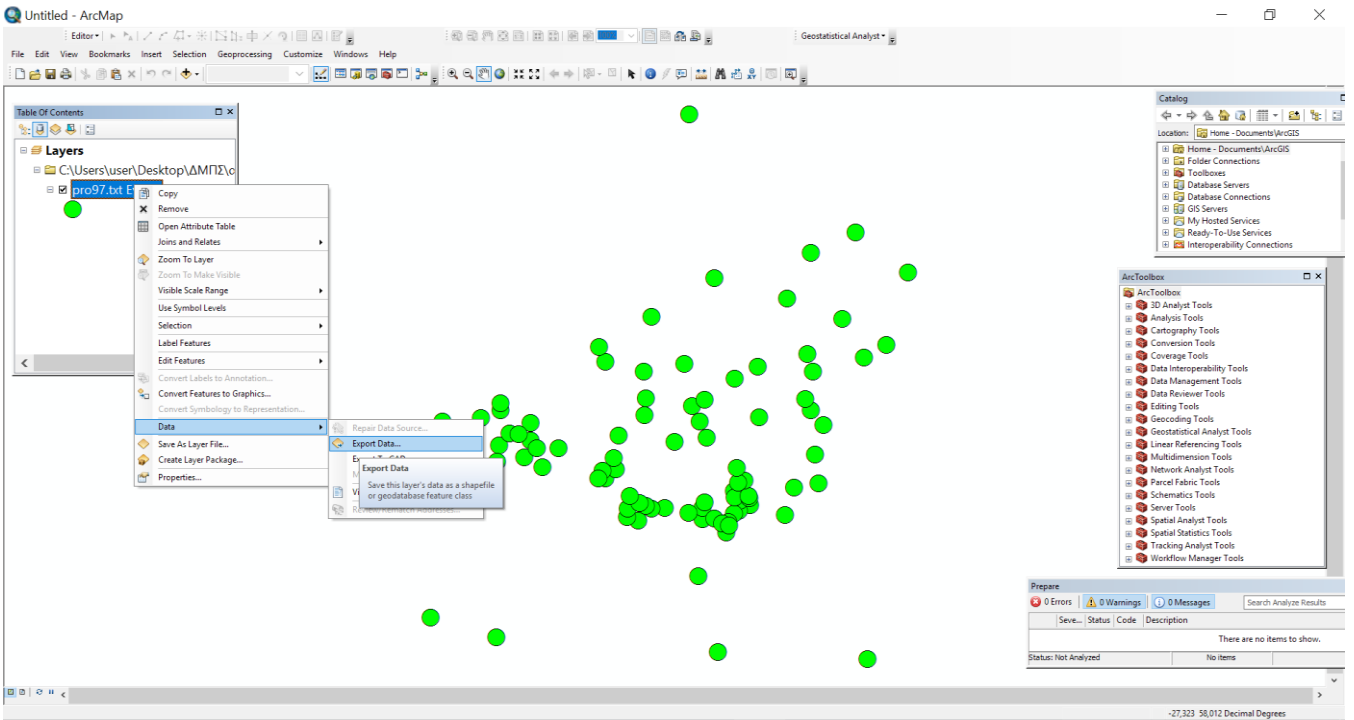 Untitled - ArcMap
Editor
Geostatistical Analyst
File Edit View Bookmarks Insert Selection Geoprocessing Customize Windows Help
Table Of Contents
Layers
C:\Users\user\Desktop\ΔΜΠΣ\
pro97.txt
Copy
Remove
Open Attribute Table
Joins and Relates
Zoom To Layer
Zoom To Make Visible
Visible Scale Range
Use Symbol Levels
Selection
Label Features
Edit Features
Convert Labels to Annotation...
Convert Features to Graphics...
Convert Symbology to Representation...
Data
Save As Layer File...
Create Layer Package...
Properties...
Repair Data Source...
Export Data...
Export To CAD
Export Data
Save this layer's data as a shapefile
or geodatabase feature class
Review/Rematch Addresses...
Catalog
Location: Home - Documents\ArcGIS
Home - Documents\ArcGIS
Folder Connections
Toolboxes
Database Servers
Database Connections
GIS Servers
My Hosted Services
Ready-To-Use Services
Interoperability Connections
ArcToolbox
ArcToolbox
3D Analyst Tools
Analysis Tools
Cartography Tools
Conversion Tools
Coverage Tools
Data Interoperability Tools
Data Management Tools
Data Reviewer Tools
Editing Tools
Geocoding Tools
Geostatistical Analyst Tools
Linear Referencing Tools
Multidimension Tools
Network Analyst Tools
Parcel Fabric Tools
Schematics Tools
Server Tools
Spatial Analyst Tools
Spatial Statistics Tools
Tracking Analyst Tools
Workflow Manager Tools
Prepare
0 Errors 0 Warnings 0 Messages Search Analyze Results
Seve... Status Code Description
There are no items to show.
Status: Not Analyzed No items
-27,323 58,012 Decimal Degrees